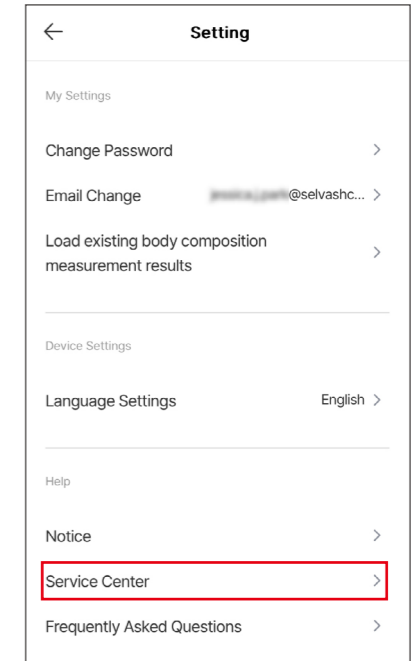 Setting
My Settings
Change Password
Email Change @selvashc...
Load existing body composition
measurement results
Device Settings
Language Settings English
Help
Notice
Service Center
Frequently Asked Questions